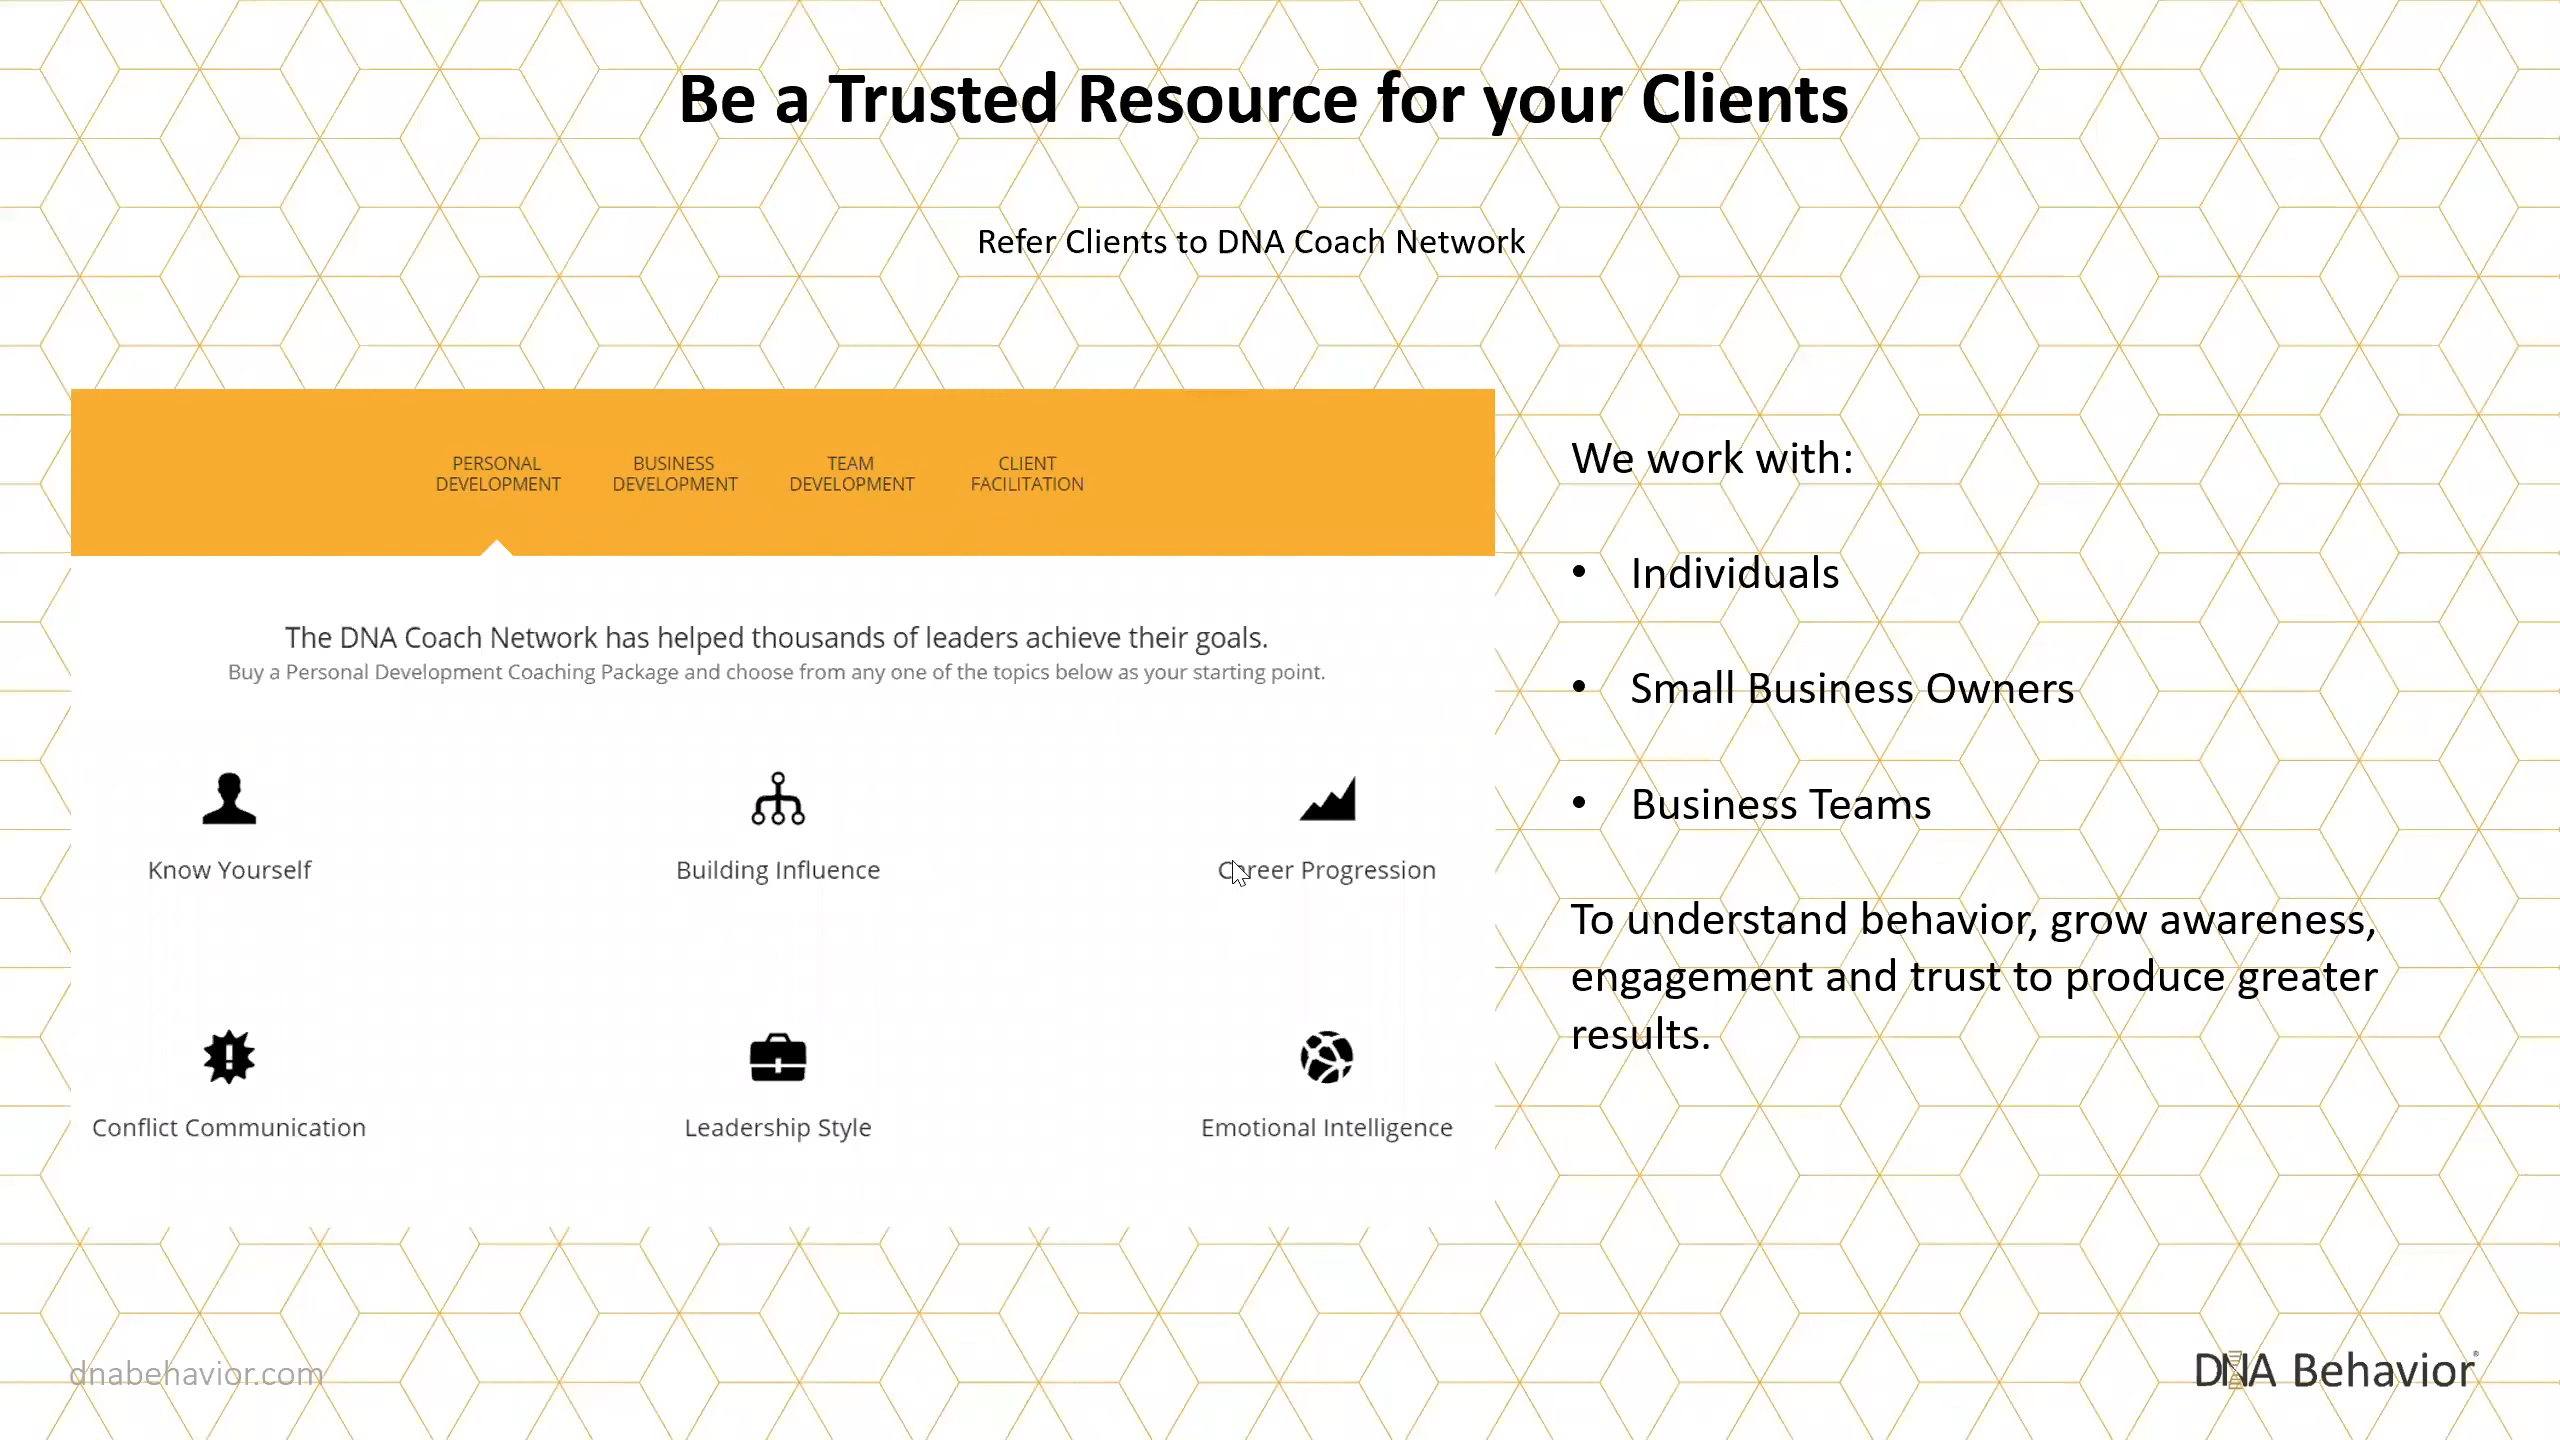 Be a Trusted Resource for your Clients
Refer Clients to DNA Coach Network
PERSONAL DEVELOPMENT
BUSINESS DEVELOPMENT
TEAM DEVELOPMENT
CLIENT FACILITATION
The DNA Coach Network has helped thousands of leaders achieve their goals.
Buy a Personal Development Coaching Package and choose from any one of the topics below as your starting point.
Know Yourself
Building Influence
Career Progression
Conflict Communication
Leadership Style
Emotional Intelligence
We work with:
• Individuals
• Small Business Owners
• Business Teams
To understand behavior, grow awareness,
engagement and trust to produce greater
results.
dnabehavior.com
DNA Behavior®